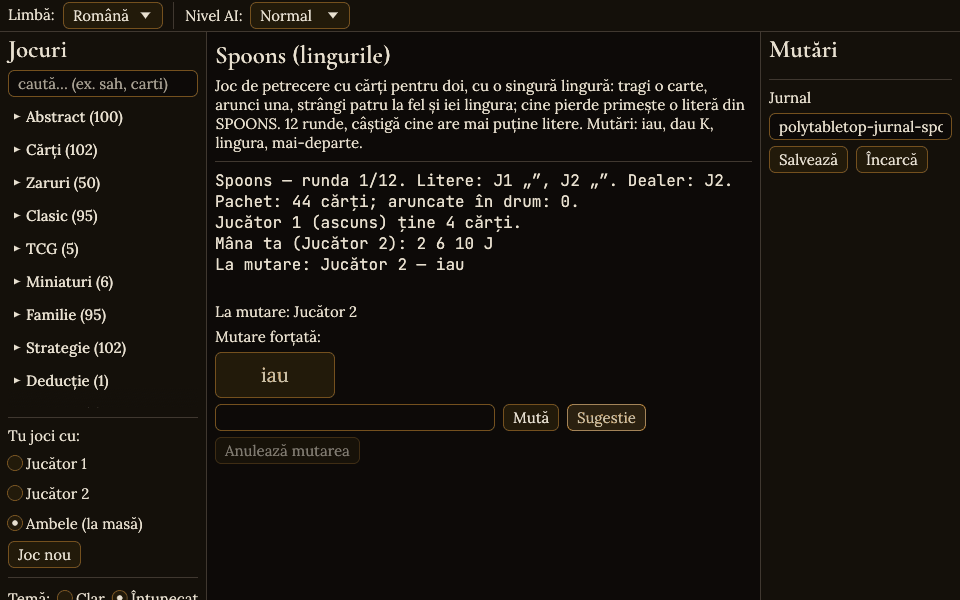 Limbă: Română ▼ Nivel AI: Normal ▼
Jocuri
caută... (ex. sah, carti)
▸ Abstract (100)
▸ Cărți (102)
▸ Zaruri (50)
▸ Clasic (95)
▸ TCG (5)
▸ Miniaturi (6)
▸ Familie (95)
▸ Strategie (102)
▸ Deducție (1)
Tu joci cu:
Jucător 1
Jucător 2
Ambele (la masă)
Joc nou
Temă: Clar Întunecat
Spoons (lingurile)
Joc de petrecere cu cărți pentru doi, cu o singură lingură: tragi o carte,
arunci una, strângi patru la fel și iei lingura; cine pierde primește o literă din
SPOONS. 12 runde, câștigă cine are mai puține litere. Mutări: iau, dau K,
lingura, mai-departe.
Spoons — runda 1/12. Litere: J1 „”, J2 „”. Dealer: J2.
Pachet: 44 cărți; aruncate în drum: 0.
Jucător 1 (ascuns) ține 4 cărți.
Mâna ta (Jucător 2): 2 6 10 J
La mutare: Jucător 2 — iau
La mutare: Jucător 2
Mutare forțată:
iau
Mută Sugestie
Anulează mutarea
Mutări
Jurnal
polytabletop-jurnal-spo
Salvează Încarcă